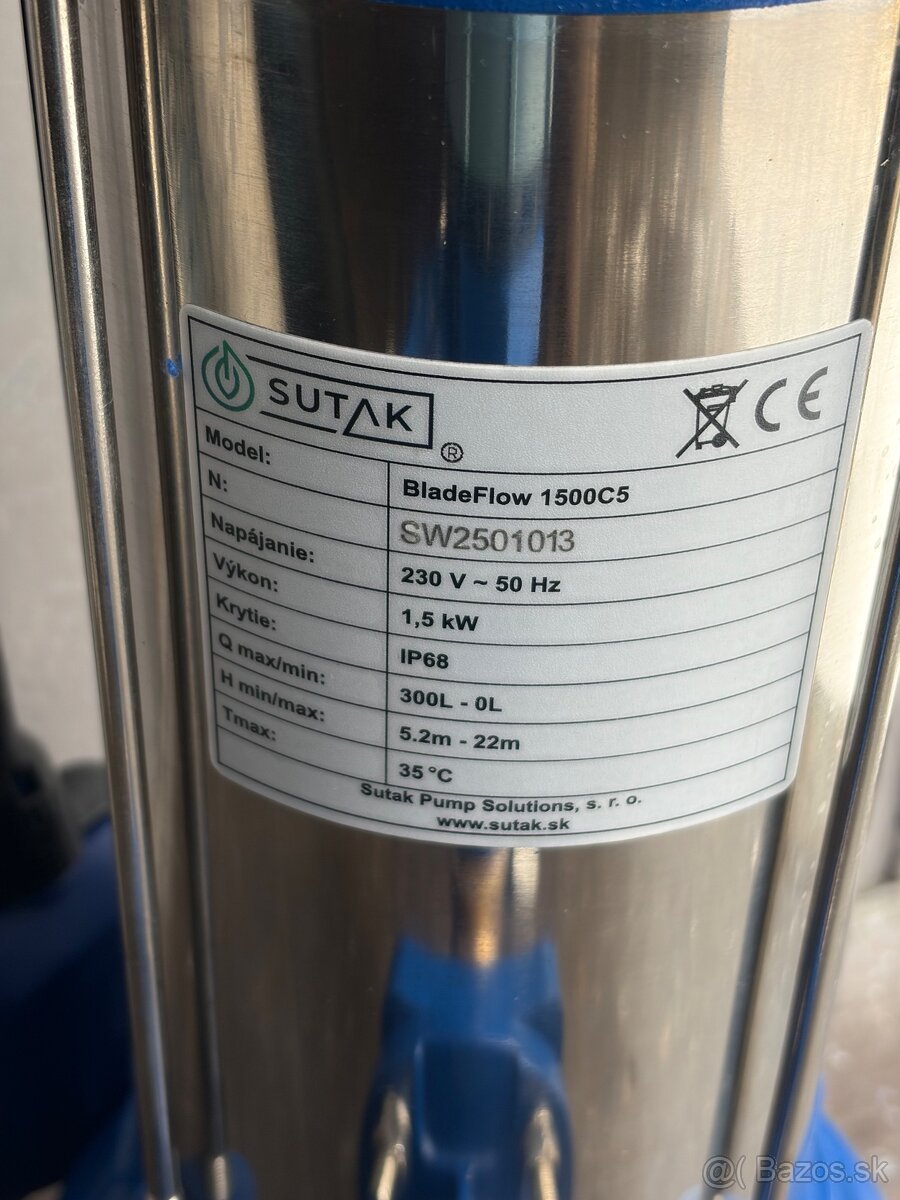 SUTAK ® CE
Model: BladeFlow 1500C5
N: SW2501013
Napájanie: 230 V ~ 50 Hz
Výkon: 1,5 kW
Krytie: IP68
Q max/min: 300L - 0L
H min/max: 5.2m - 22m
Tmax: 35 °C
Sutak Pump Solutions, s. r. o.
www.sutak.sk
@( Bazos.sk